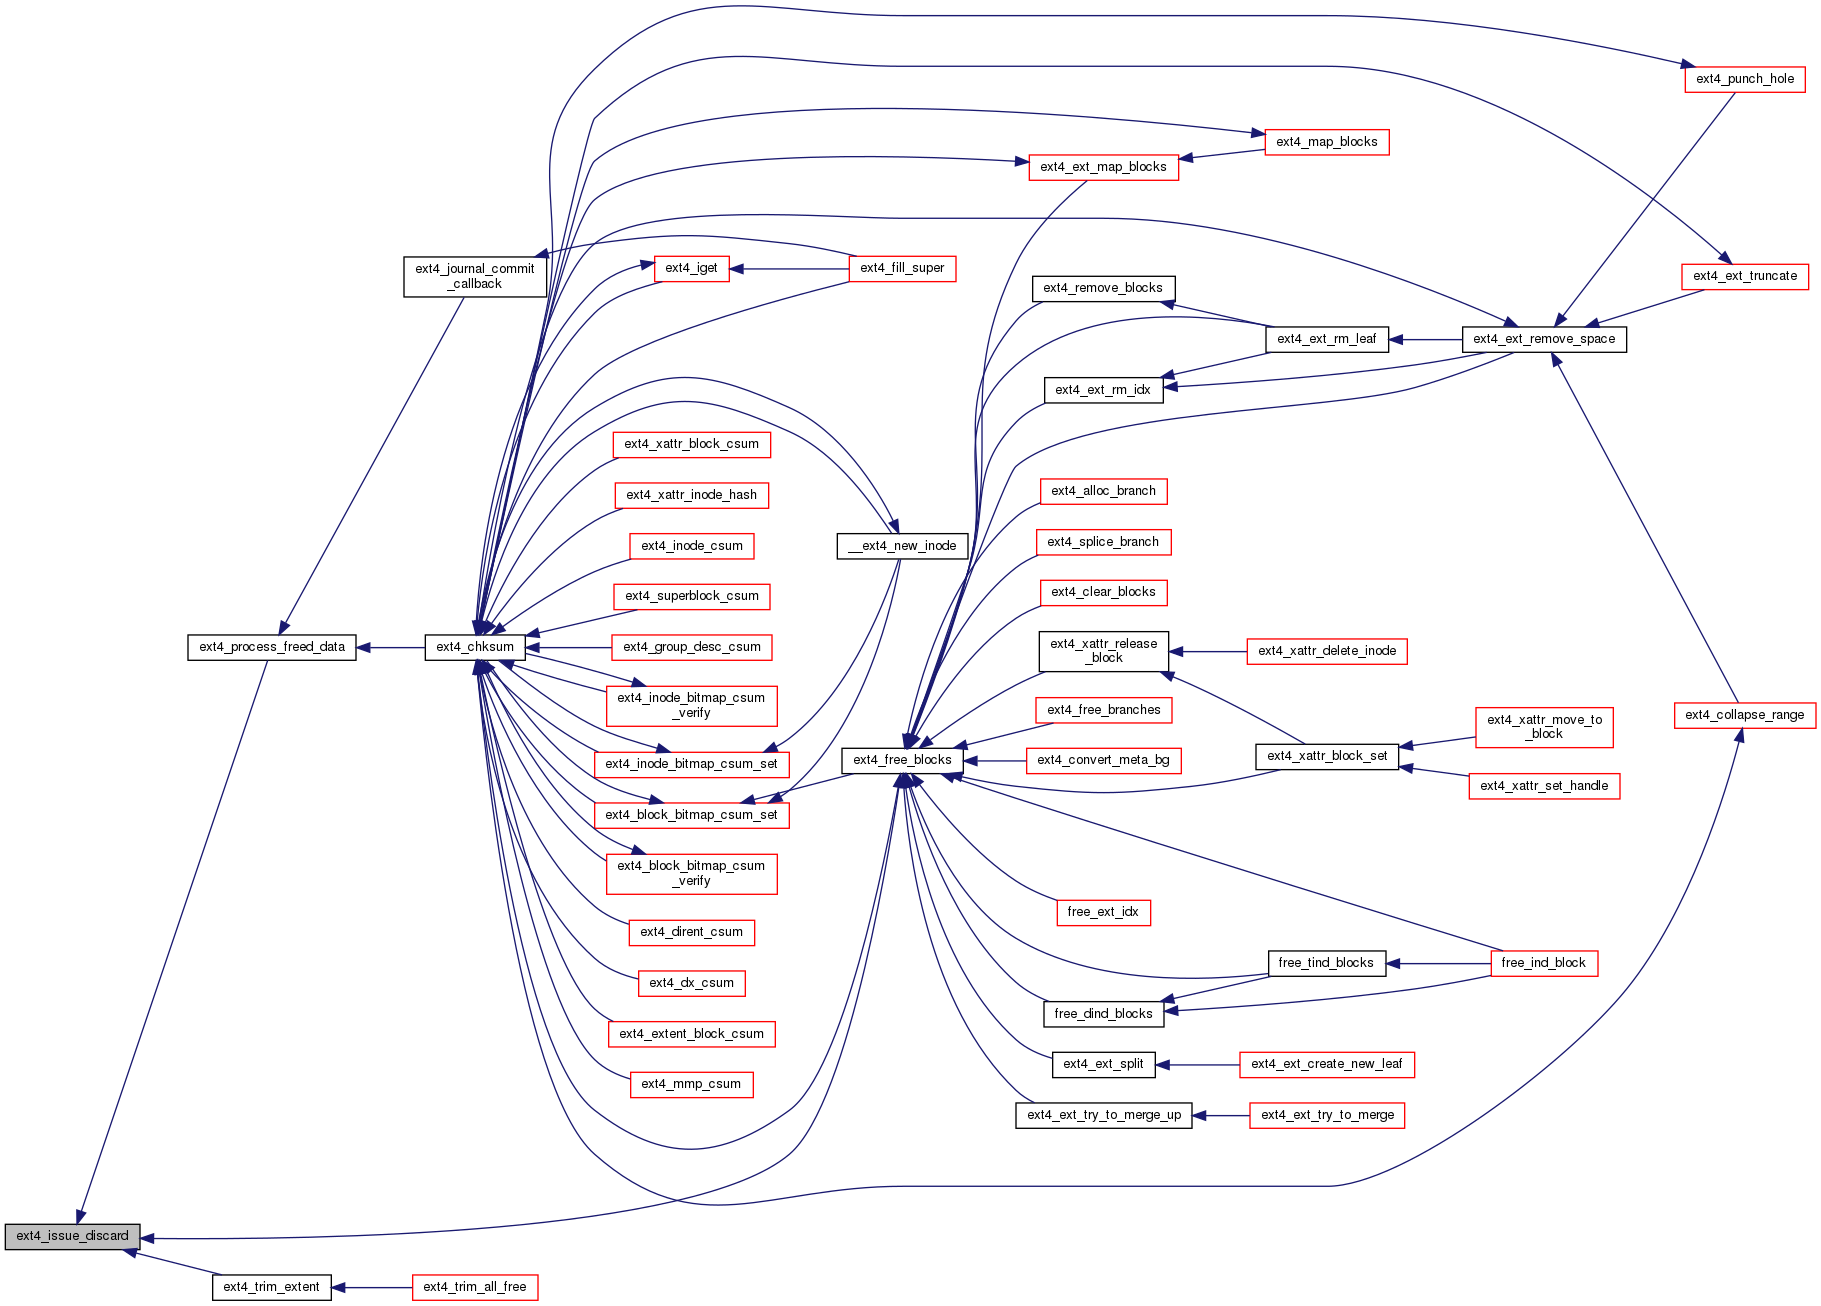 ext4_punch_hole
ext4_map_blocks
ext4_ext_map_blocks
ext4_journal_commit
_callback
ext4_iget
ext4_fill_super
ext4_remove_blocks
ext4_ext_truncate
ext4_ext_rm_leaf
ext4_ext_remove_space
ext4_ext_rm_idx
ext4_xattr_block_csum
ext4_xattr_inode_hash
ext4_alloc_branch
ext4_inode_csum
__ext4_new_inode
ext4_splice_branch
ext4_superblock_csum
ext4_clear_blocks
ext4_process_freed_data
ext4_chksum
ext4_group_desc_csum
ext4_xattr_release
_block
ext4_xattr_delete_inode
ext4_inode_bitmap_csum
_verify
ext4_free_branches
ext4_collapse_range
ext4_xattr_move_to
_block
ext4_inode_bitmap_csum_set
ext4_free_blocks
ext4_convert_meta_bg
ext4_xattr_block_set
ext4_xattr_set_handle
ext4_block_bitmap_csum_set
ext4_block_bitmap_csum
_verify
ext4_dirent_csum
free_ext_idx
ext4_dx_csum
free_tind_blocks
free_ind_block
free_dind_blocks
ext4_extent_block_csum
ext4_ext_split
ext4_ext_create_new_leaf
ext4_mmp_csum
ext4_ext_try_to_merge_up
ext4_ext_try_to_merge
ext4_issue_discard
ext4_trim_extent
ext4_trim_all_free